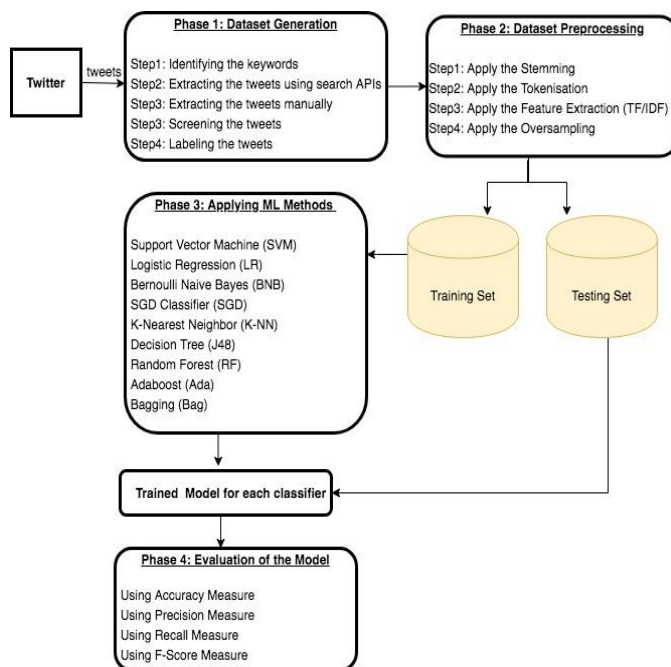 Twitter
tweets
Phase 1: Dataset Generation
Step1: Identifying the keywords
Step2: Extracting the tweets using search APIs
Step3: Extracting the tweets manually
Step3: Screening the tweets
Step4: Labeling the tweets
Phase 2: Dataset Preprocessing
Step1: Apply the Stemming
Step2: Apply the Tokenisation
Step3: Apply the Feature Extraction (TF/IDF)
Step4: Apply the Oversampling
Phase 3: Applying ML Methods
Support Vector Machine (SVM)
Logistic Regression (LR)
Bernoulli Naive Bayes (BNB)
SGD Classifier (SGD)
K-Nearest Neighbor (K-NN)
Decision Tree (J48)
Random Forest (RF)
Adaboost (Ada)
Bagging (Bag)
Training Set
Testing Set
Trained Model for each classifier
Phase 4: Evaluation of the Model
Using Accuracy Measure
Using Precision Measure
Using Recall Measure
Using F-Score Measure